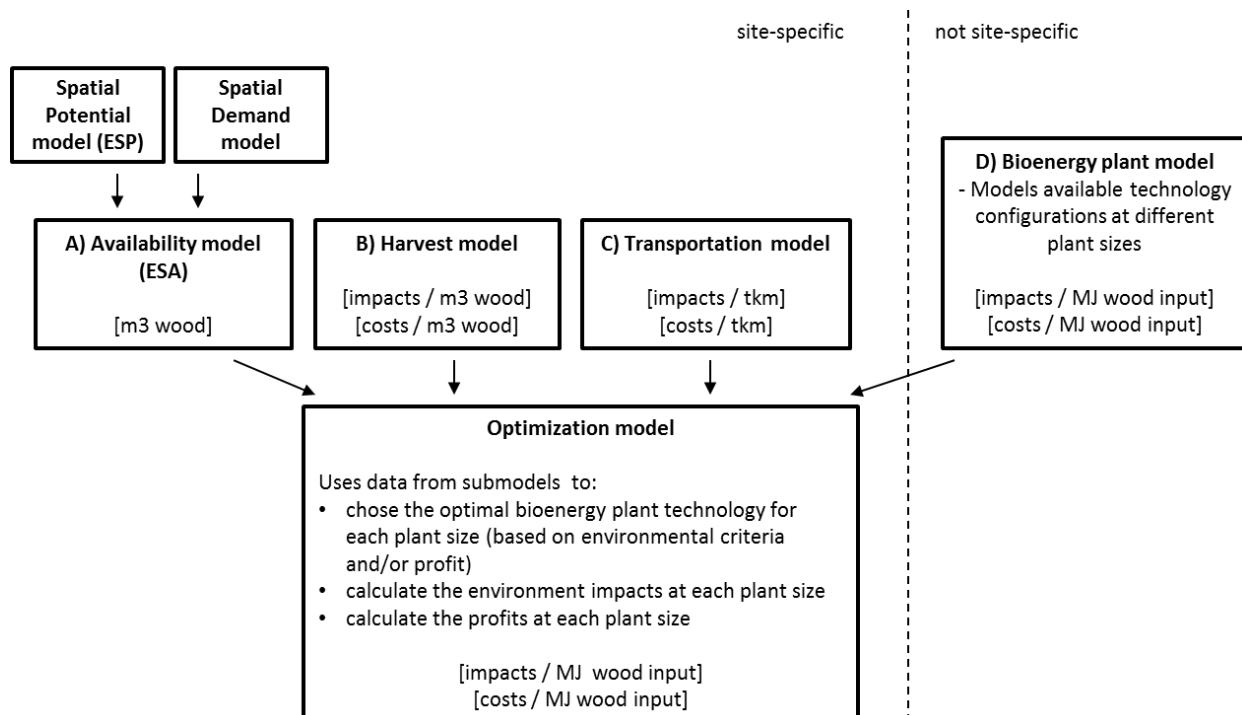 site-specific
not site-specific
Spatial
Potential
model (ESP)
Spatial
Demand
model
D) Bioenergy plant model
- Models available technology
configurations at different
plant sizes
[impacts / MJ wood input]
[costs / MJ wood input]
A) Availability model
(ESA)
[m3 wood]
B) Harvest model
[impacts / m3 wood]
[costs / m3 wood]
C) Transportation model
[impacts / tkm]
[costs / tkm]
Optimization model
Uses data from submodels to:
• chose the optimal bioenergy plant technology for
each plant size (based on environmental criteria
and/or profit)
• calculate the environment impacts at each plant size
• calculate the profits at each plant size
[impacts / MJ wood input]
[costs / MJ wood input]